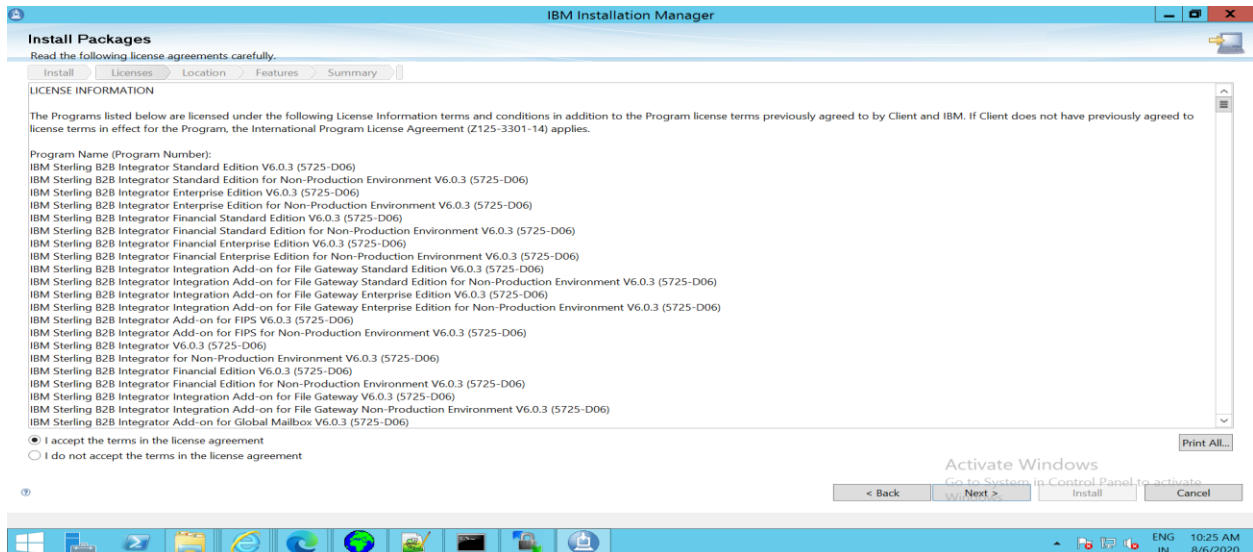 IBM Installation Manager
Install Packages
Read the following license agreements carefully.
Install Licenses Location Features Summary
LICENSE INFORMATION
The Programs listed below are licensed under the following License Information terms and conditions in addition to the Program license terms previously agreed to by Client and IBM. If Client does not have previously agreed to
license terms in effect for the Program, the International Program License Agreement (Z125-3301-14) applies.
Program Name (Program Number):
IBM Sterling B2B Integrator Standard Edition V6.0.3 (5725-D06)
IBM Sterling B2B Integrator Standard Edition for Non-Production Environment V6.0.3 (5725-D06)
IBM Sterling B2B Integrator Enterprise Edition V6.0.3 (5725-D06)
IBM Sterling B2B Integrator Enterprise Edition for Non-Production Environment V6.0.3 (5725-D06)
IBM Sterling B2B Integrator Financial Standard Edition V6.0.3 (5725-D06)
IBM Sterling B2B Integrator Financial Standard Edition for Non-Production Environment V6.0.3 (5725-D06)
IBM Sterling B2B Integrator Financial Enterprise Edition V6.0.3 (5725-D06)
IBM Sterling B2B Integrator Financial Enterprise Edition for Non-Production Environment V6.0.3 (5725-D06)
IBM Sterling B2B Integrator Integration Add-on for File Gateway Standard Edition V6.0.3 (5725-D06)
IBM Sterling B2B Integrator Integration Add-on for File Gateway Standard Edition for Non-Production Environment V6.0.3 (5725-D06)
IBM Sterling B2B Integrator Integration Add-on for File Gateway Enterprise Edition V6.0.3 (5725-D06)
IBM Sterling B2B Integrator Integration Add-on for File Gateway Enterprise Edition for Non-Production Environment V6.0.3 (5725-D06)
IBM Sterling B2B Integrator Add-on for FIPS V6.0.3 (5725-D06)
IBM Sterling B2B Integrator Add-on for FIPS for Non-Production Environment V6.0.3 (5725-D06)
IBM Sterling B2B Integrator V6.0.3 (5725-D06)
IBM Sterling B2B Integrator for Non-Production Environment V6.0.3 (5725-D06)
IBM Sterling B2B Integrator Financial Edition V6.0.3 (5725-D06)
IBM Sterling B2B Integrator Financial Edition for Non-Production Environment V6.0.3 (5725-D06)
IBM Sterling B2B Integrator Integration Add-on for File Gateway V6.0.3 (5725-D06)
IBM Sterling B2B Integrator Integration Add-on for File Gateway Non-Production Environment V6.0.3 (5725-D06)
IBM Sterling B2B Integrator Add-on for Global Mailbox V6.0.3 (5725-D06)
I accept the terms in the license agreement
Print All...
I do not accept the terms in the license agreement
Activate Windows
Go to System in Control Panel to activate
Windows.
< Back Next > Install Cancel
ENG 10:25 AM
IN 8/6/2020